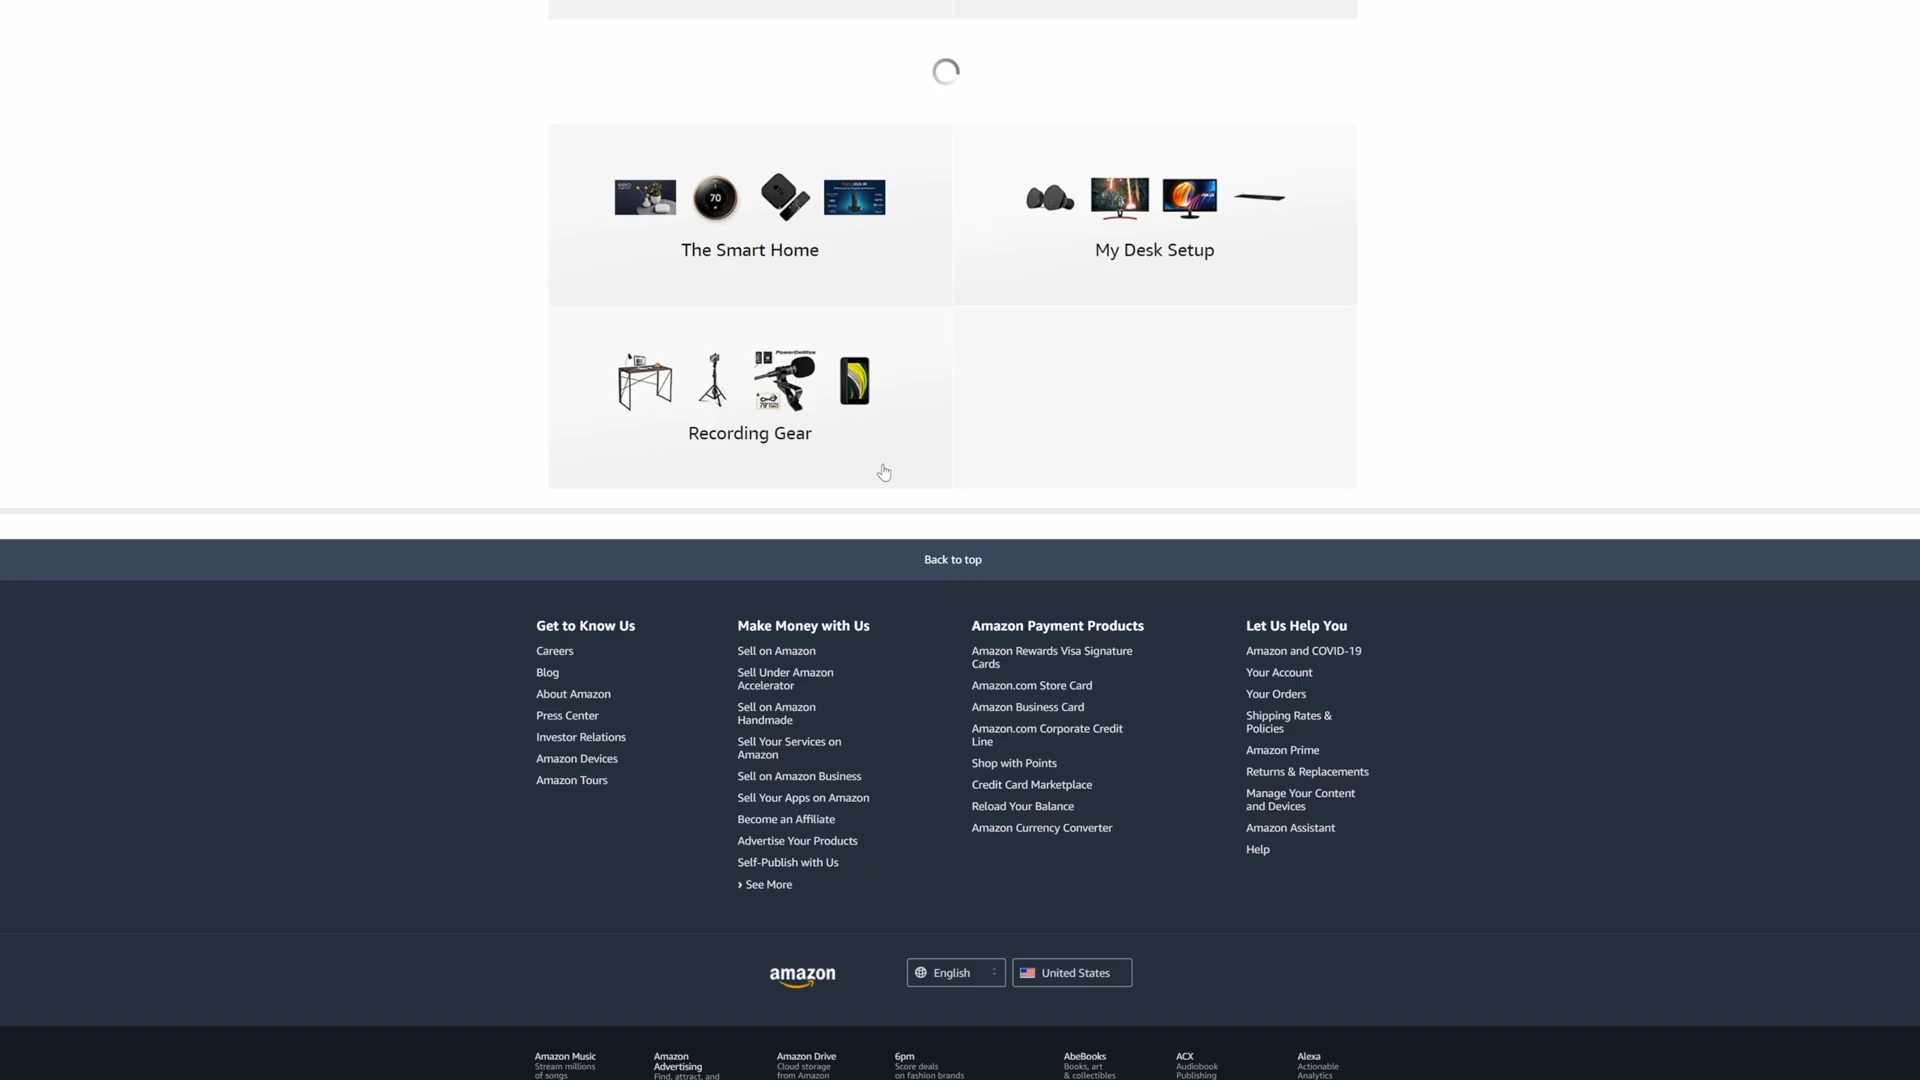 70
The Smart Home
My Desk Setup
PowerDeWise
Recording Gear
Back to top
Get to Know Us
Careers
Blog
About Amazon
Press Center
Investor Relations
Amazon Devices
Amazon Tours
Make Money with Us
Sell on Amazon
Sell Under Amazon
Accelerator
Sell on Amazon
Handmade
Sell Your Services on
Amazon
Sell on Amazon Business
Sell Your Apps on Amazon
Become an Affiliate
Advertise Your Products
Self-Publish with Us
› See More
Amazon Payment Products
Amazon Rewards Visa Signature
Cards
Amazon.com Store Card
Amazon Business Card
Amazon.com Corporate Credit
Line
Shop with Points
Credit Card Marketplace
Reload Your Balance
Amazon Currency Converter
Let Us Help You
Amazon and COVID-19
Your Account
Your Orders
Shipping Rates &
Policies
Amazon Prime
Returns & Replacements
Manage Your Content
and Devices
Amazon Assistant
Help
amazon
English
United States
Amazon Music
Stream millions
of songs
Amazon
Advertising
Find, attract, and
Amazon Drive
Cloud storage
from Amazon
6pm
Score deals
on fashion brands
AbeBooks
Books, art
& collectibles
ACX
Audiobook
Publishing
Alexa
Actionable
Analytics